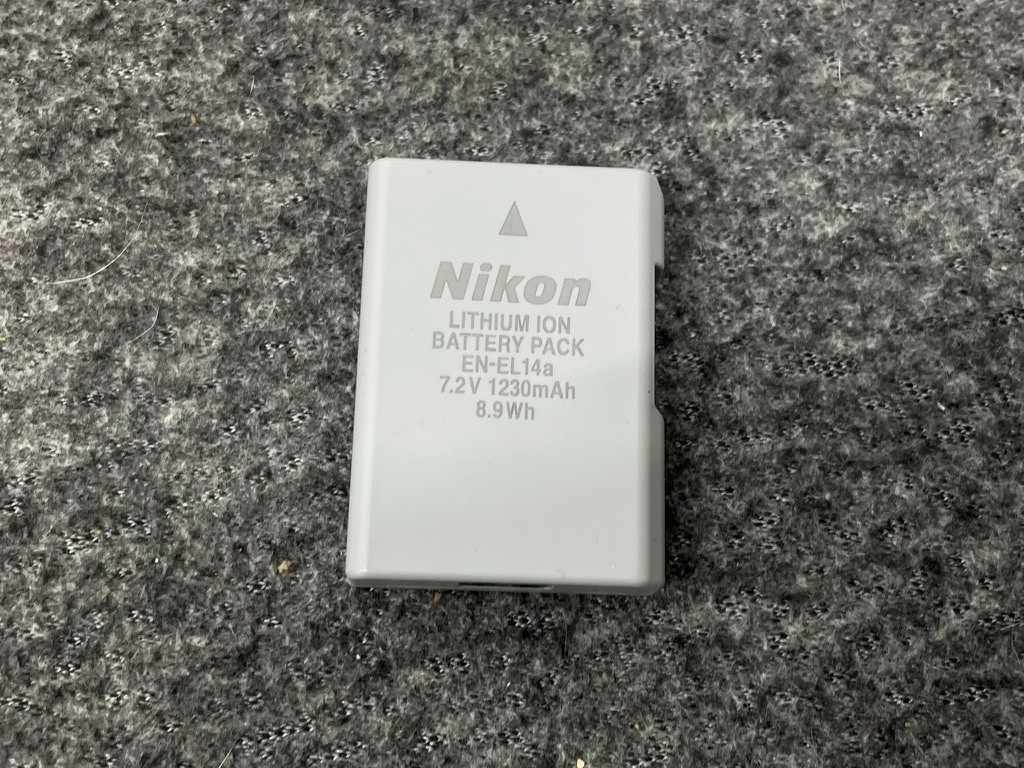 Nikon
LITHIUM ION
BATTERY PACK
EN-EL14a
7.2V 1230mAh
8.9Wh